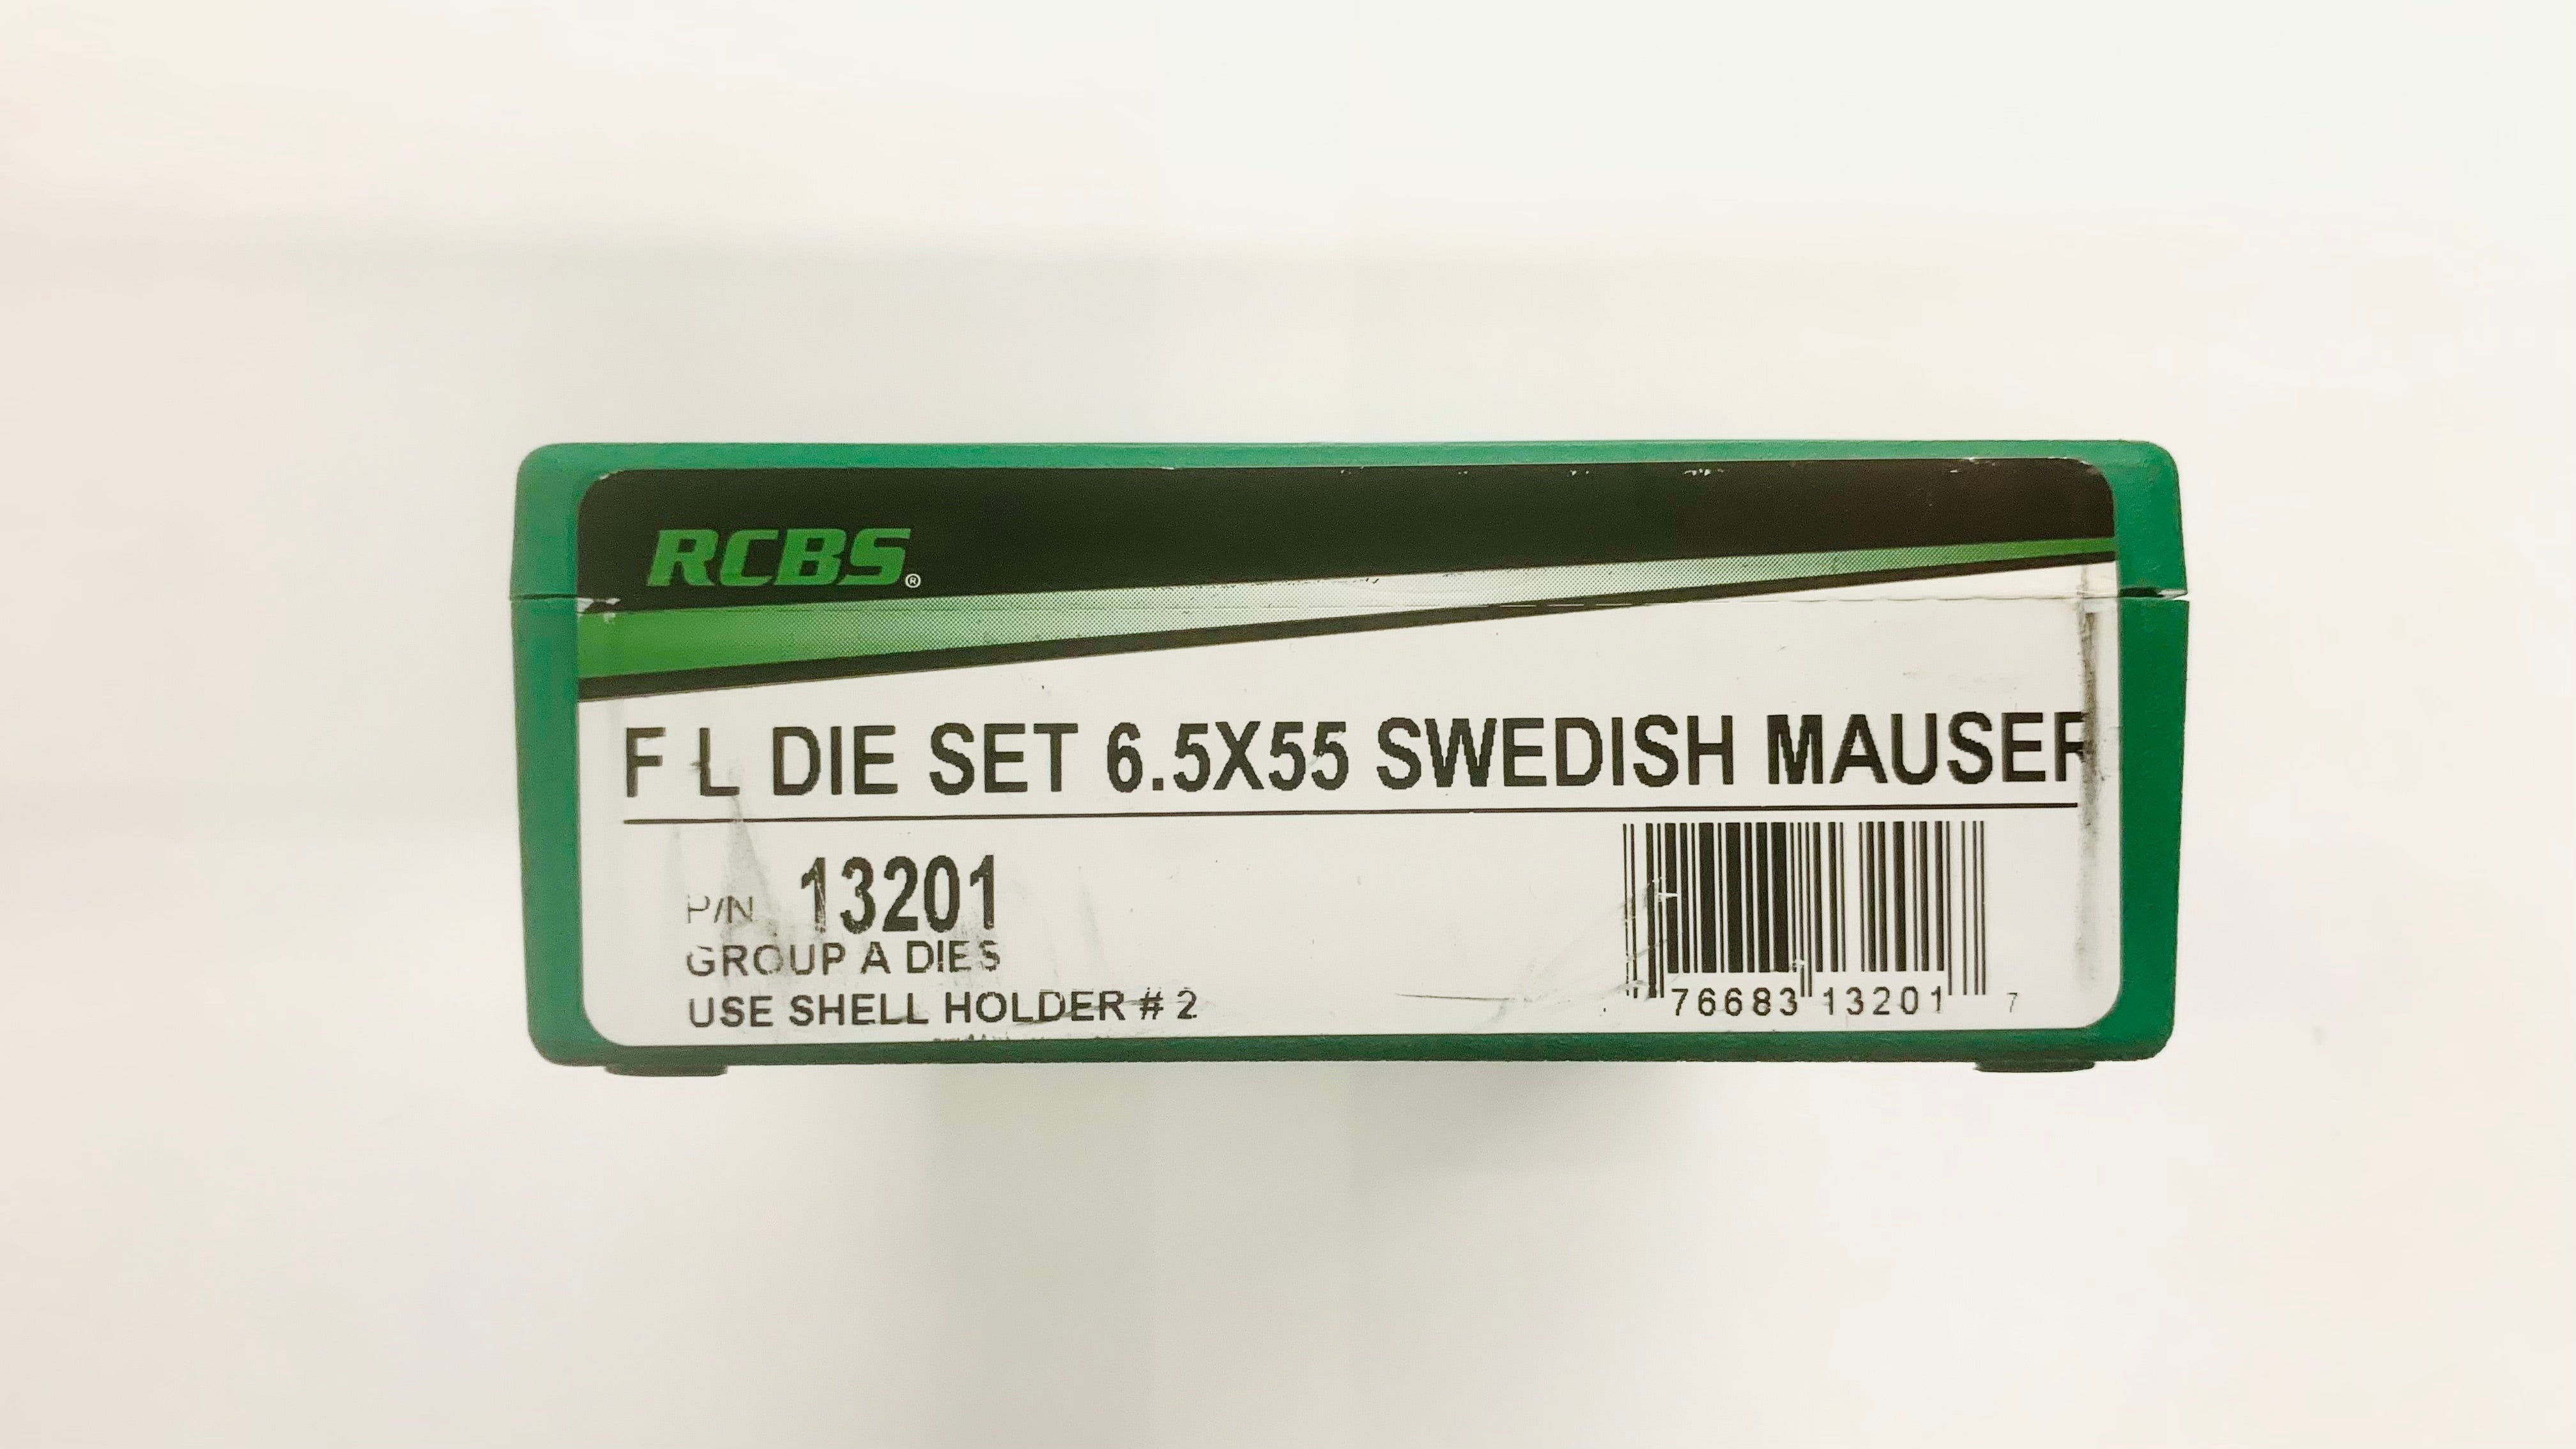 RCBS®
F L DIE SET 6.5X55 SWEDISH MAUSER
P/N 13201
GROUP A DIES
USE SHELL HOLDER # 2
76683 13201 7